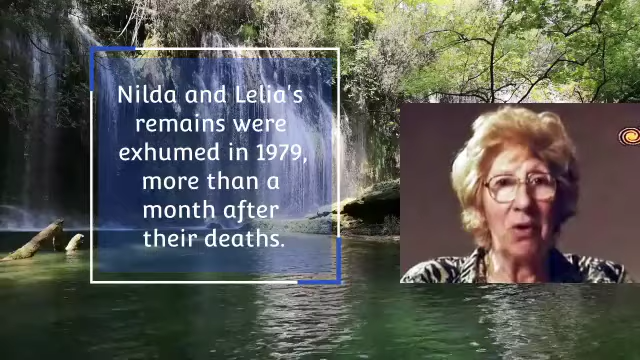 Nilda and Lelia's
remains were
exhumed in 1979,
more than a
month after
their deaths.